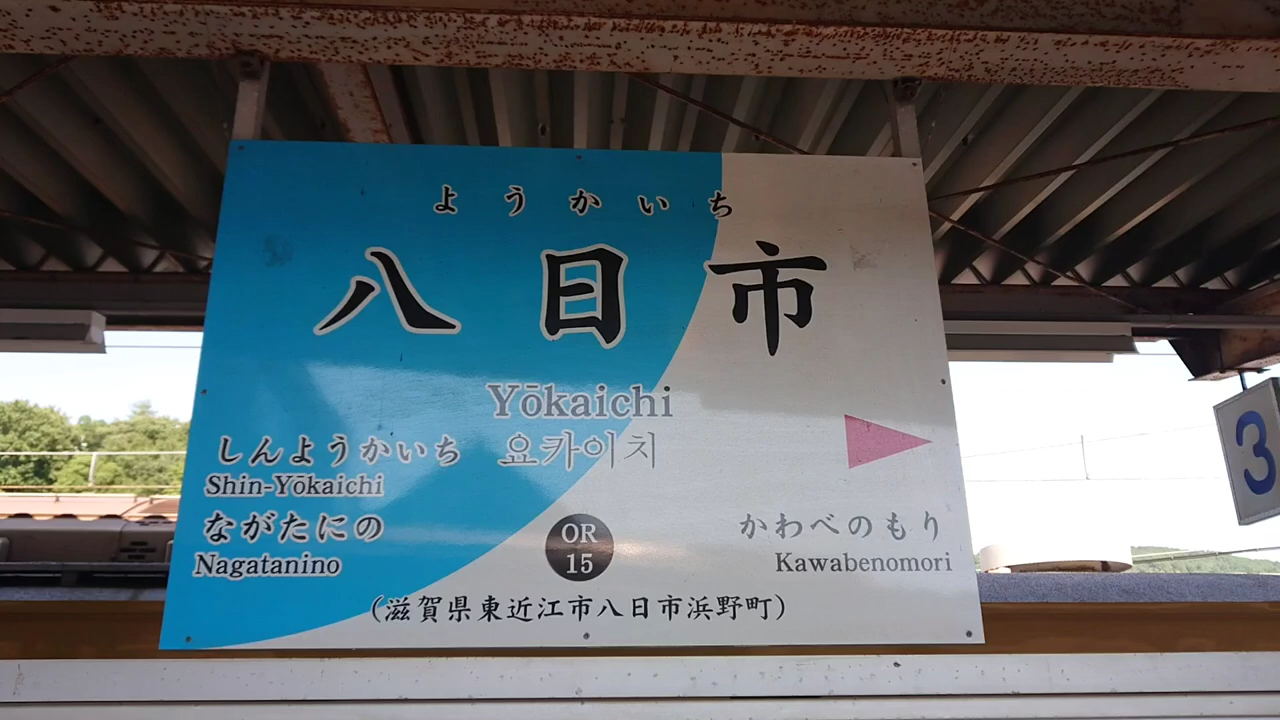 ようかいち
八日市
Yōkaichi
요카이치
しんようかいち
Shin-Yōkaichi
ながたにの
Nagatanino
OR
15
かわべのもり
Kawabenomori
(滋賀県東近江市八日市浜野町)
3